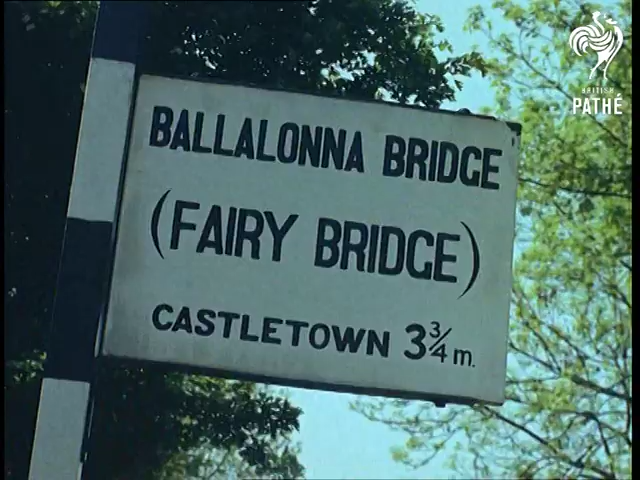 BRITISH
PATHÉ
BALLALONNA BRIDGE
(FAIRY BRIDGE)
CASTLETOWN 3¾ m.